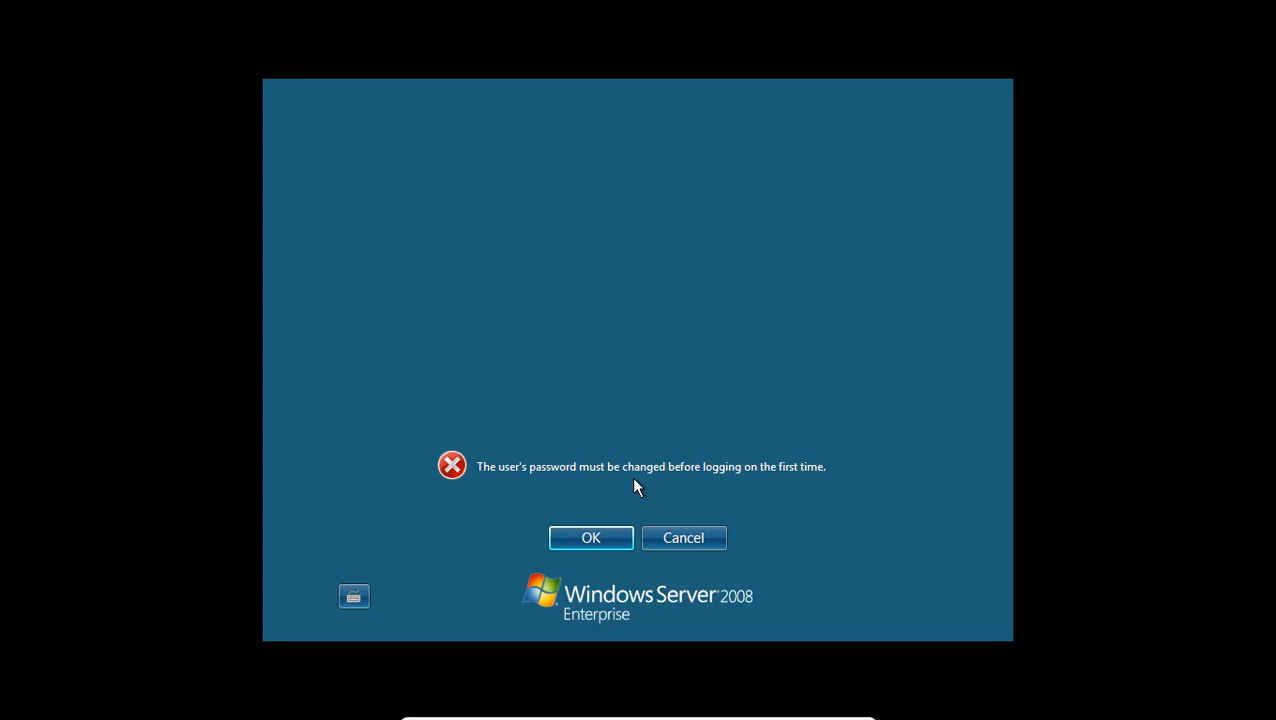 The user's password must be changed before logging on the first time.
OK
Cancel
Windows Server 2008
Enterprise